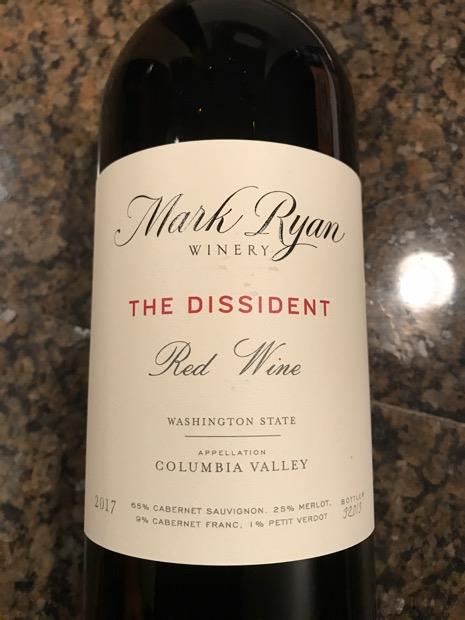 Mark Ryan
WINERY
THE DISSIDENT
Red Wine
WASHINGTON STATE
APPELLATION
COLUMBIA VALLEY
2017
65% CABERNET SAUVIGNON, 25% MERLOT,
9% CABERNET FRANC, 1% PETIT VERDOT